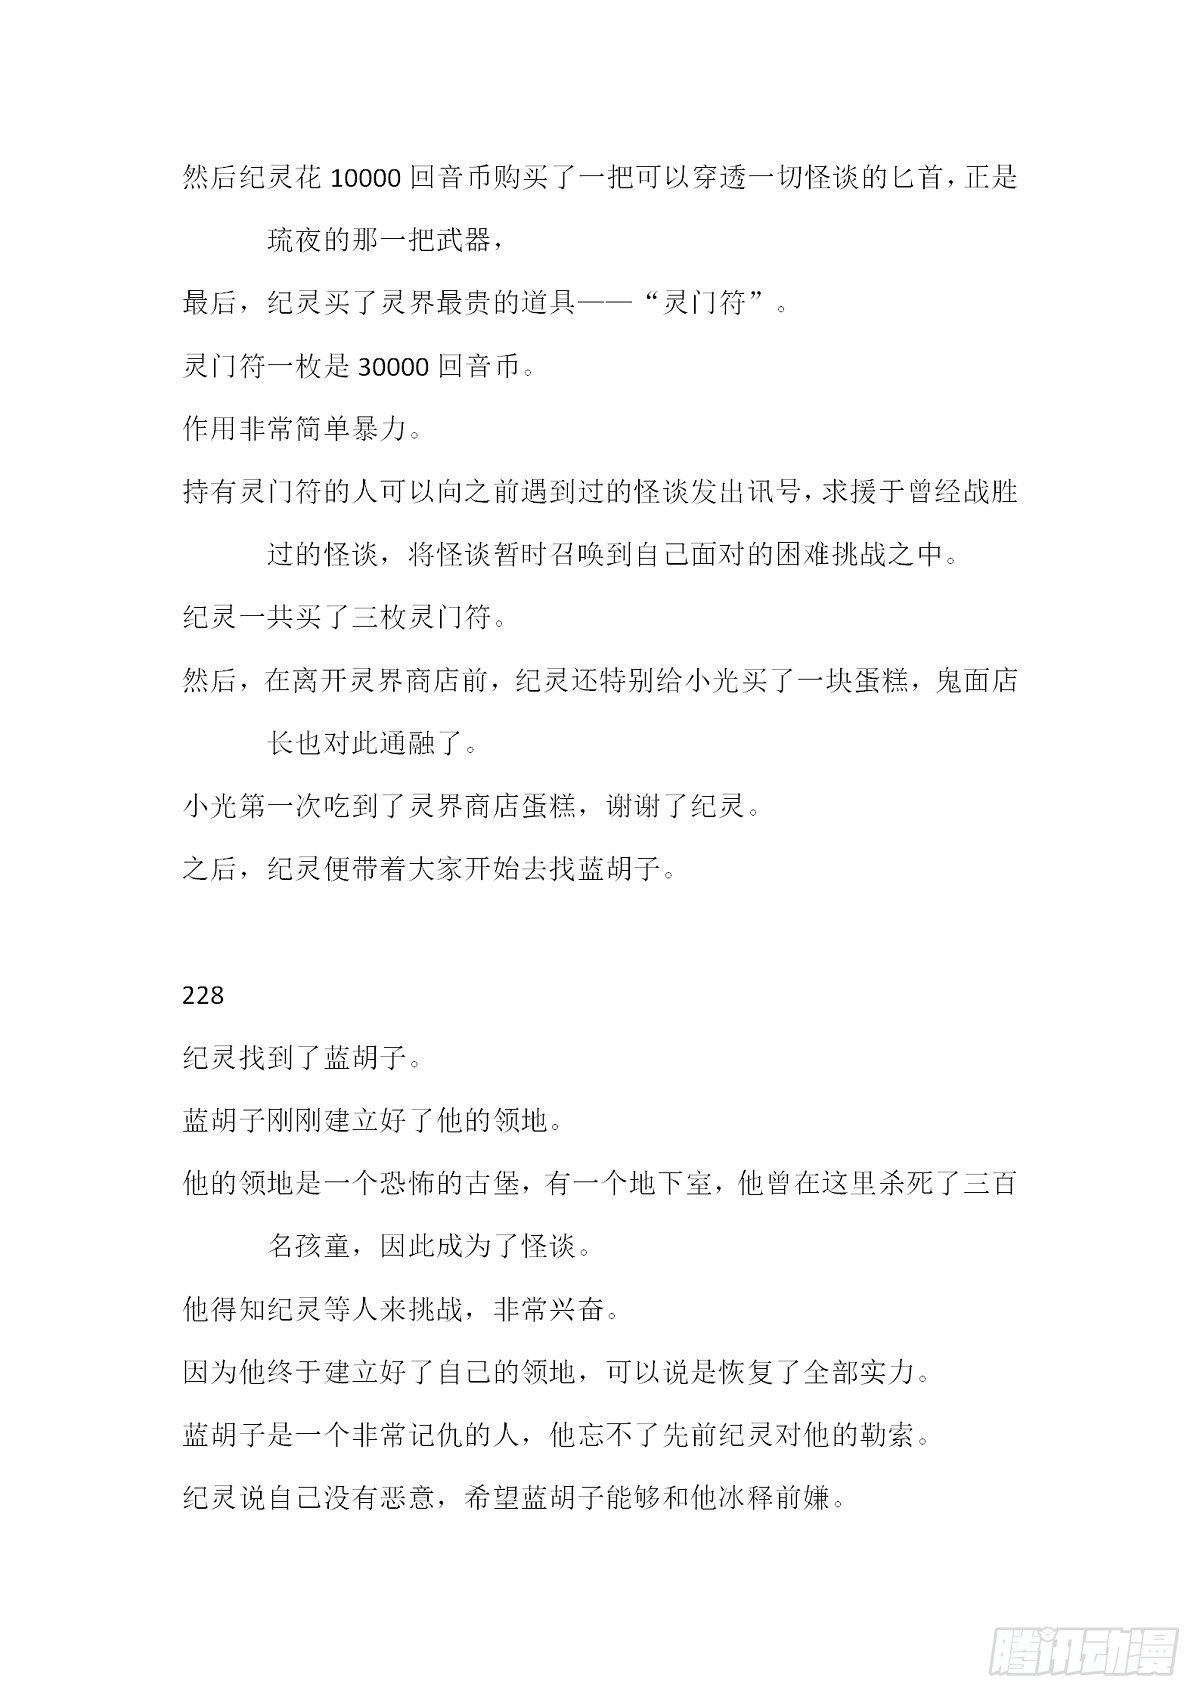 然后纪灵花 10000 回音币购买了一把可以穿透一切怪谈的匕首，正是
琉夜的那一把武器，
最后，纪灵买了灵界最贵的道具——“灵门符”。
灵门符一枚是 30000 回音币。
作用非常简单暴力。
持有灵门符的人可以向之前遇到过的怪谈发出讯号，求援于曾经战胜
过的怪谈，将怪谈暂时召唤到自己面对的困难挑战之中。
纪灵一共买了三枚灵门符。
然后，在离开灵界商店前，纪灵还特别给小光买了一块蛋糕，鬼面店
长也对此通融了。
小光第一次吃到了灵界商店蛋糕，谢谢了纪灵。
之后，纪灵便带着大家开始去找蓝胡子。
228
纪灵找到了蓝胡子。
蓝胡子刚刚建立好了他的领地。
他的领地是一个恐怖的古堡，有一个地下室，他曾在这里杀死了三百
名孩童，因此成为了怪谈。
他得知纪灵等人来挑战，非常兴奋。
因为他终于建立好了自己的领地，可以说是恢复了全部实力。
蓝胡子是一个非常记仇的人，他忘不了先前纪灵对他的勒索。
纪灵说自己没有恶意，希望蓝胡子能够和他冰释前嫌。
腾讯动漫